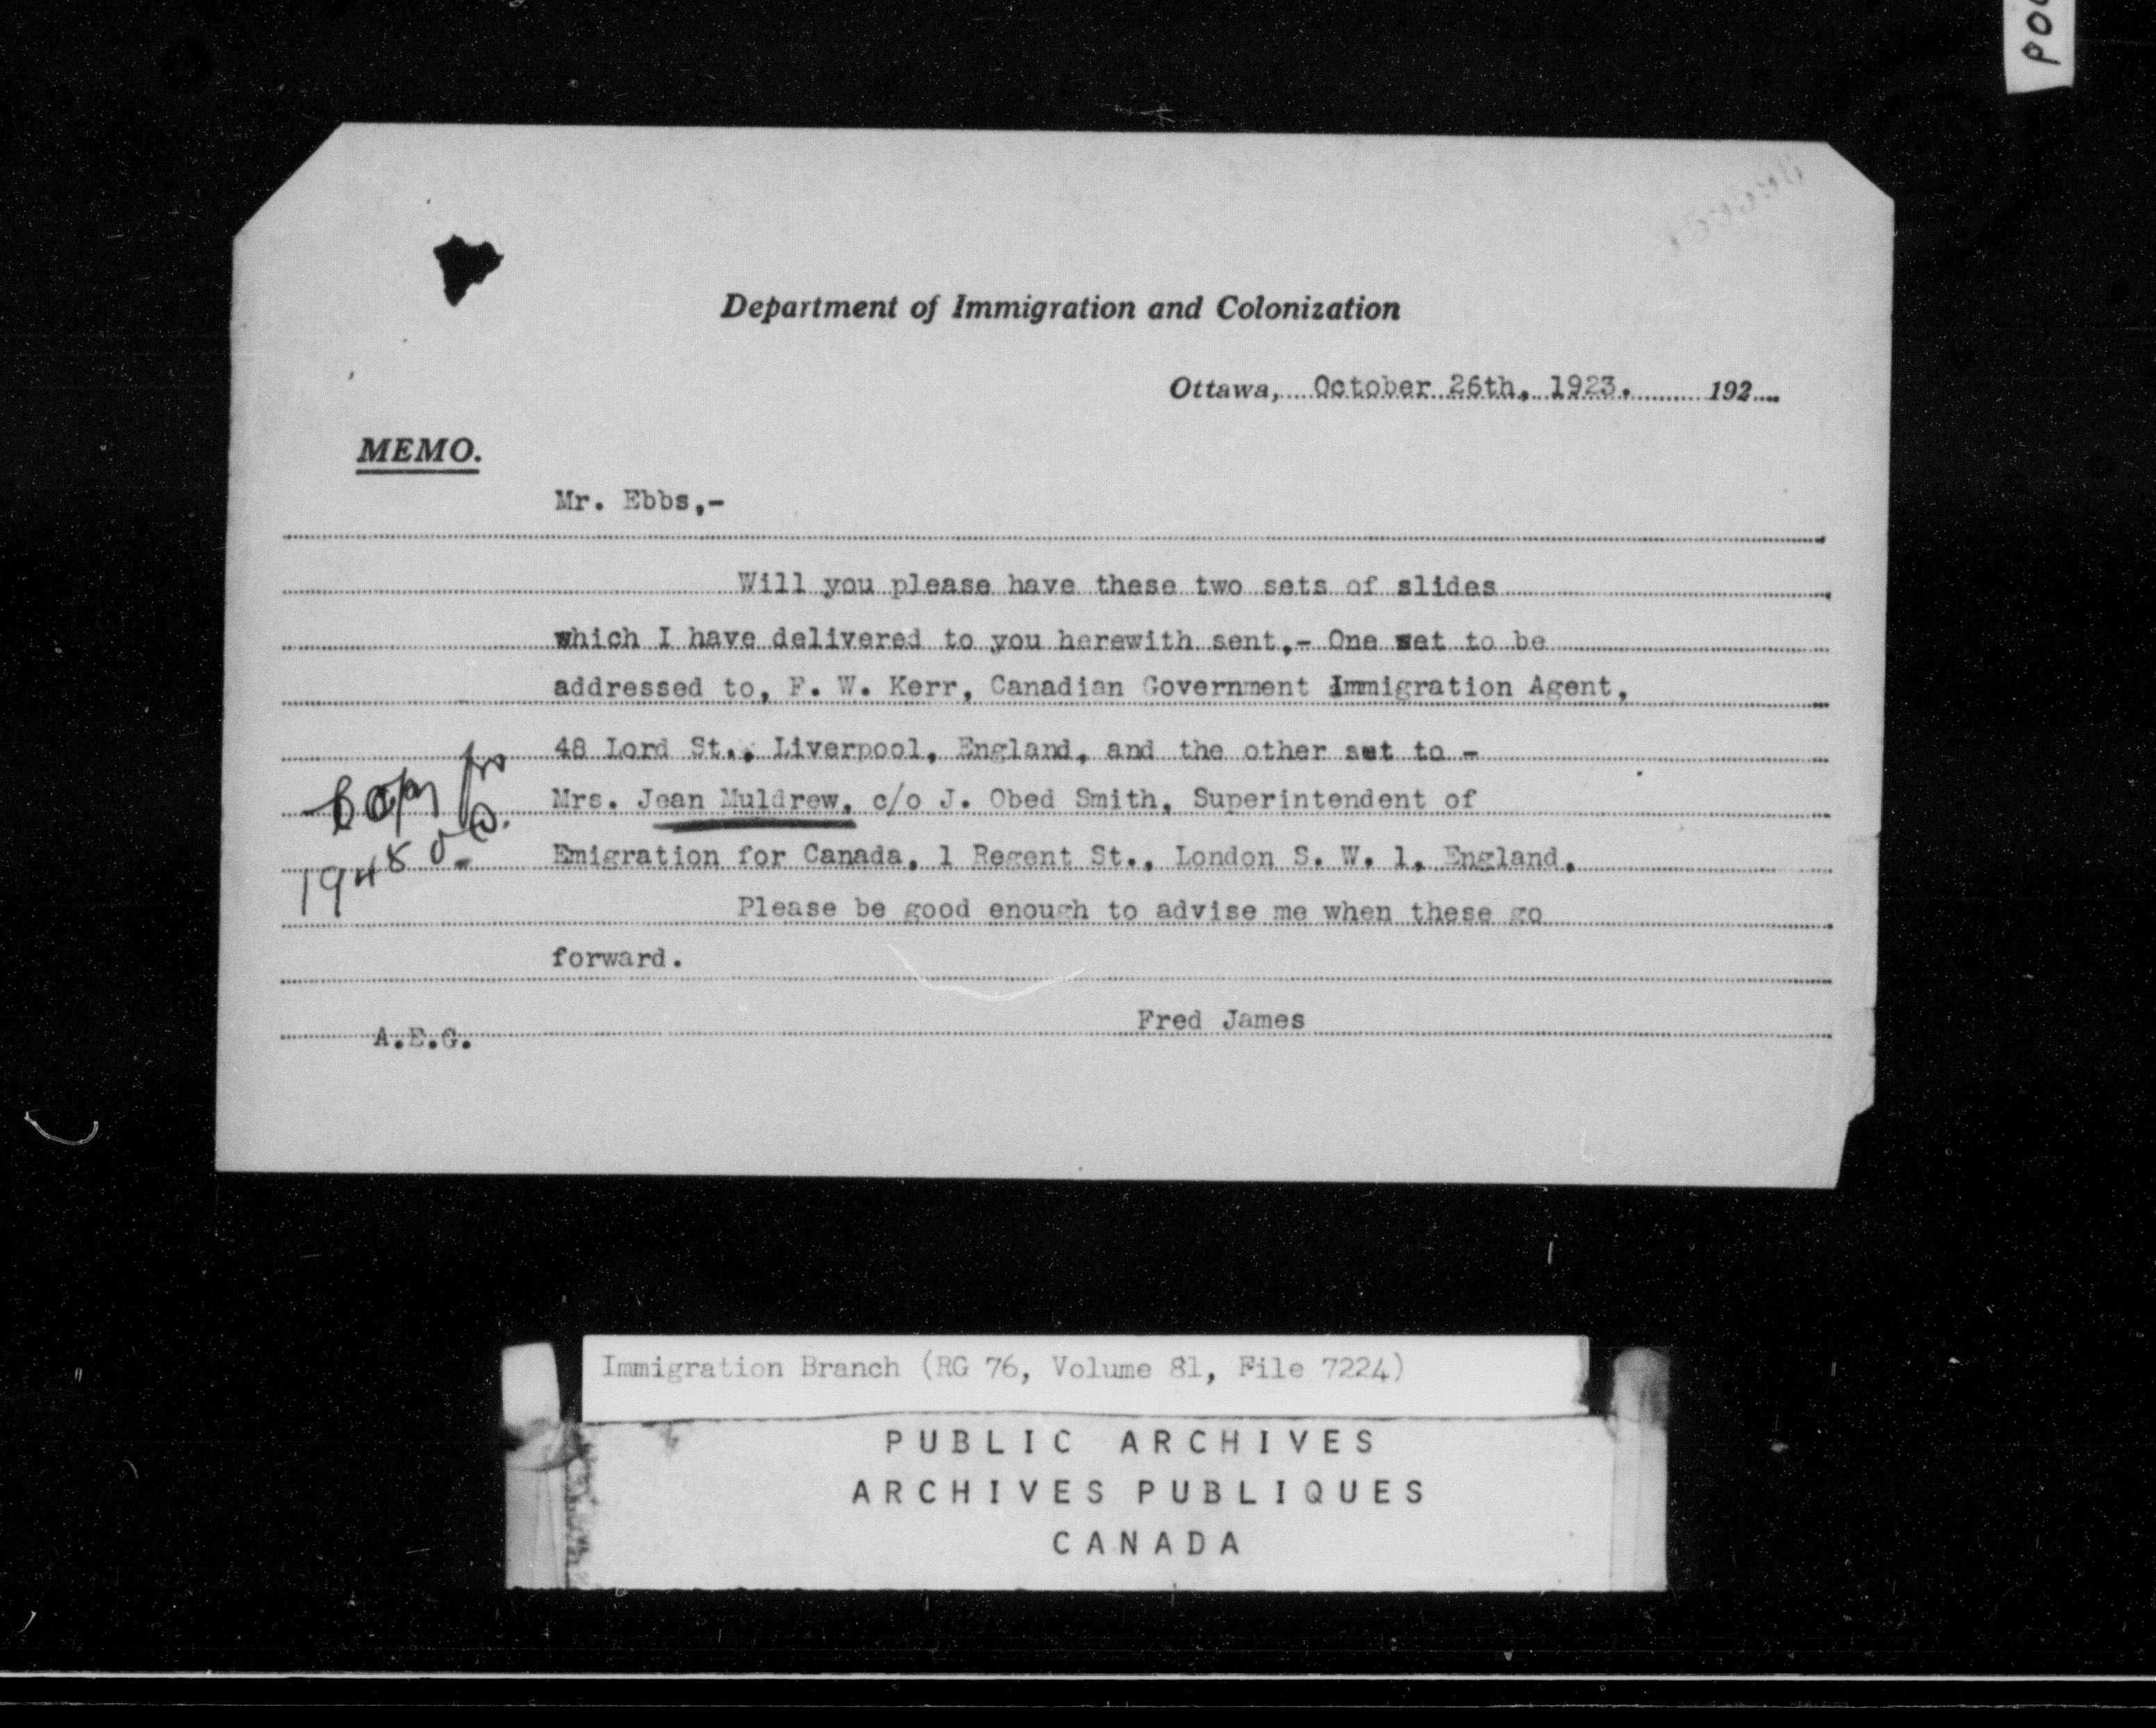 Department of Immigration and Colonization
Ottawa, October 26th, 1923. 192
MEMO.
Mr. Ebbs,-
Will you please have these two sets of slides
which I have delivered to you herewith sent,- One set to be
addressed to, F. W. Kerr, Canadian Government Immigration Agent,
48 Lord St., Liverpool, England, and the other set to -
Mrs. Jean Muldrew, c/o J. Obed Smith, Superintendent of
Emigration for Canada, 1 Regent St., London S. W. 1, England.
Copy for
Please be good enough to advise me when these go
forward.
Fred James
A.E.G.
Immigration Branch (RG 76, Volume 81, File 7224)
PUBLIC ARCHIVES
ARCHIVES PUBLIQUES
CANADA